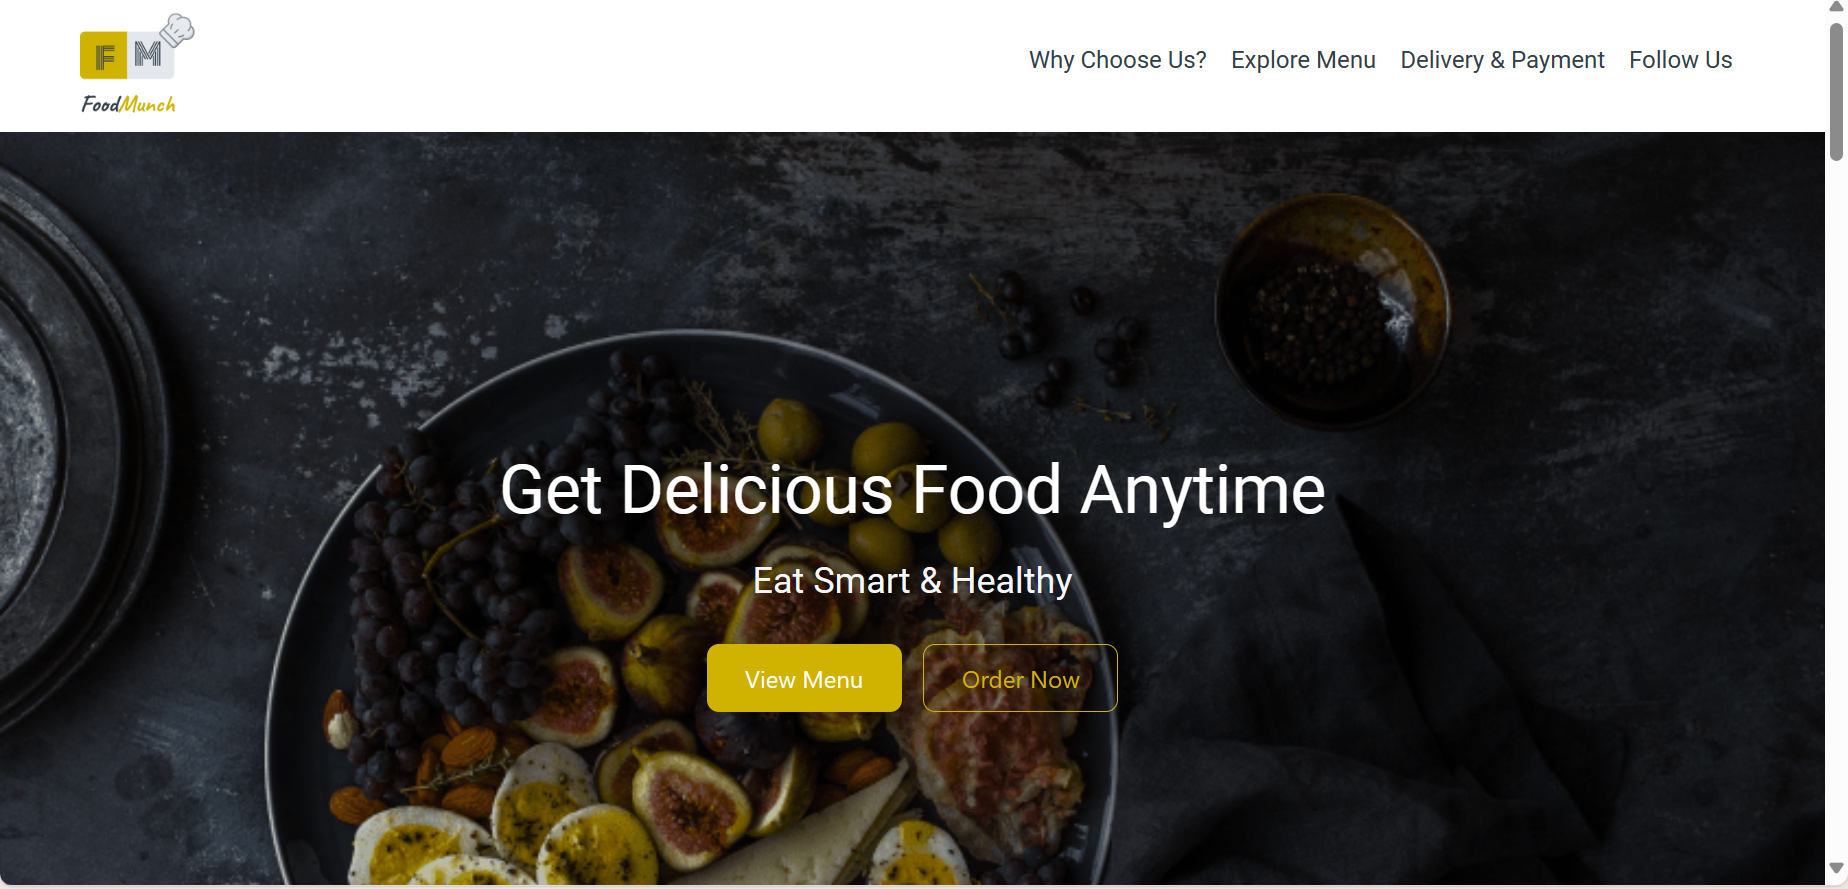 FM
FoodMunch
Why Choose Us? Explore Menu Delivery & Payment Follow Us
Get Delicious Food Anytime
Eat Smart & Healthy
View Menu Order Now